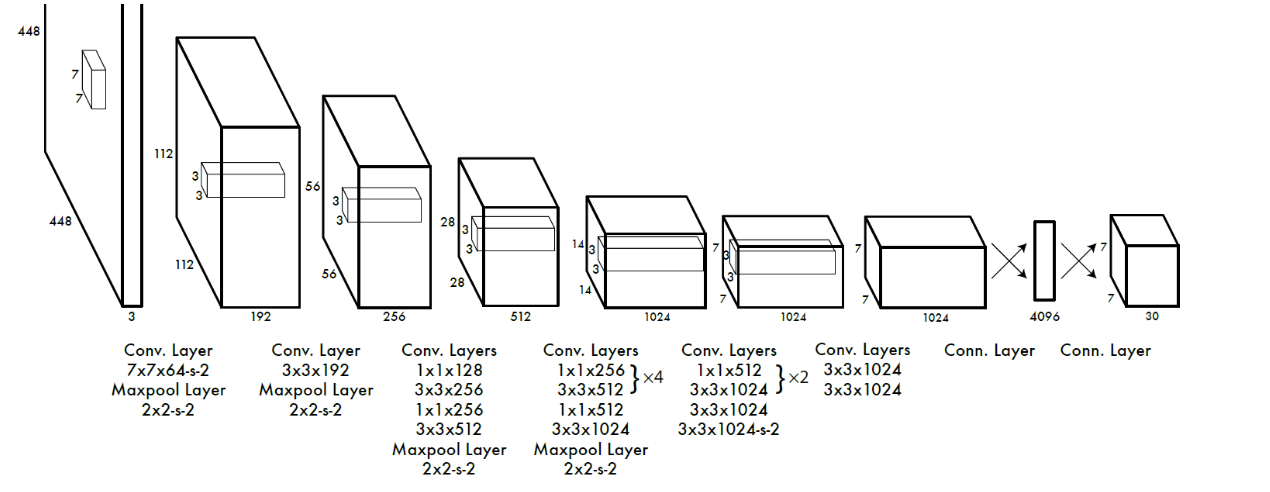 448
7
7
448
3
112
3
3
112
192
56
3
3
56
256
28
3
3
28
512
14
3
3
14
1024
7
3
3
7
1024
7
7
1024
4096
7
7
30
Conv. Layer
7x7x64-s-2
Maxpool Layer
2x2-s-2
Conv. Layer
3x3x192
Maxpool Layer
2x2-s-2
Conv. Layers
1x1x128
3x3x256
1x1x256
3x3x512
Maxpool Layer
2x2-s-2
Conv. Layers
1x1x256
3x3x512
}×4
1x1x512
3x3x1024
Maxpool Layer
2x2-s-2
Conv. Layers
1x1x512
3x3x1024
}×2
3x3x1024
3x3x1024-s-2
Conv. Layers
3x3x1024
3x3x1024
Conn. Layer
Conn. Layer